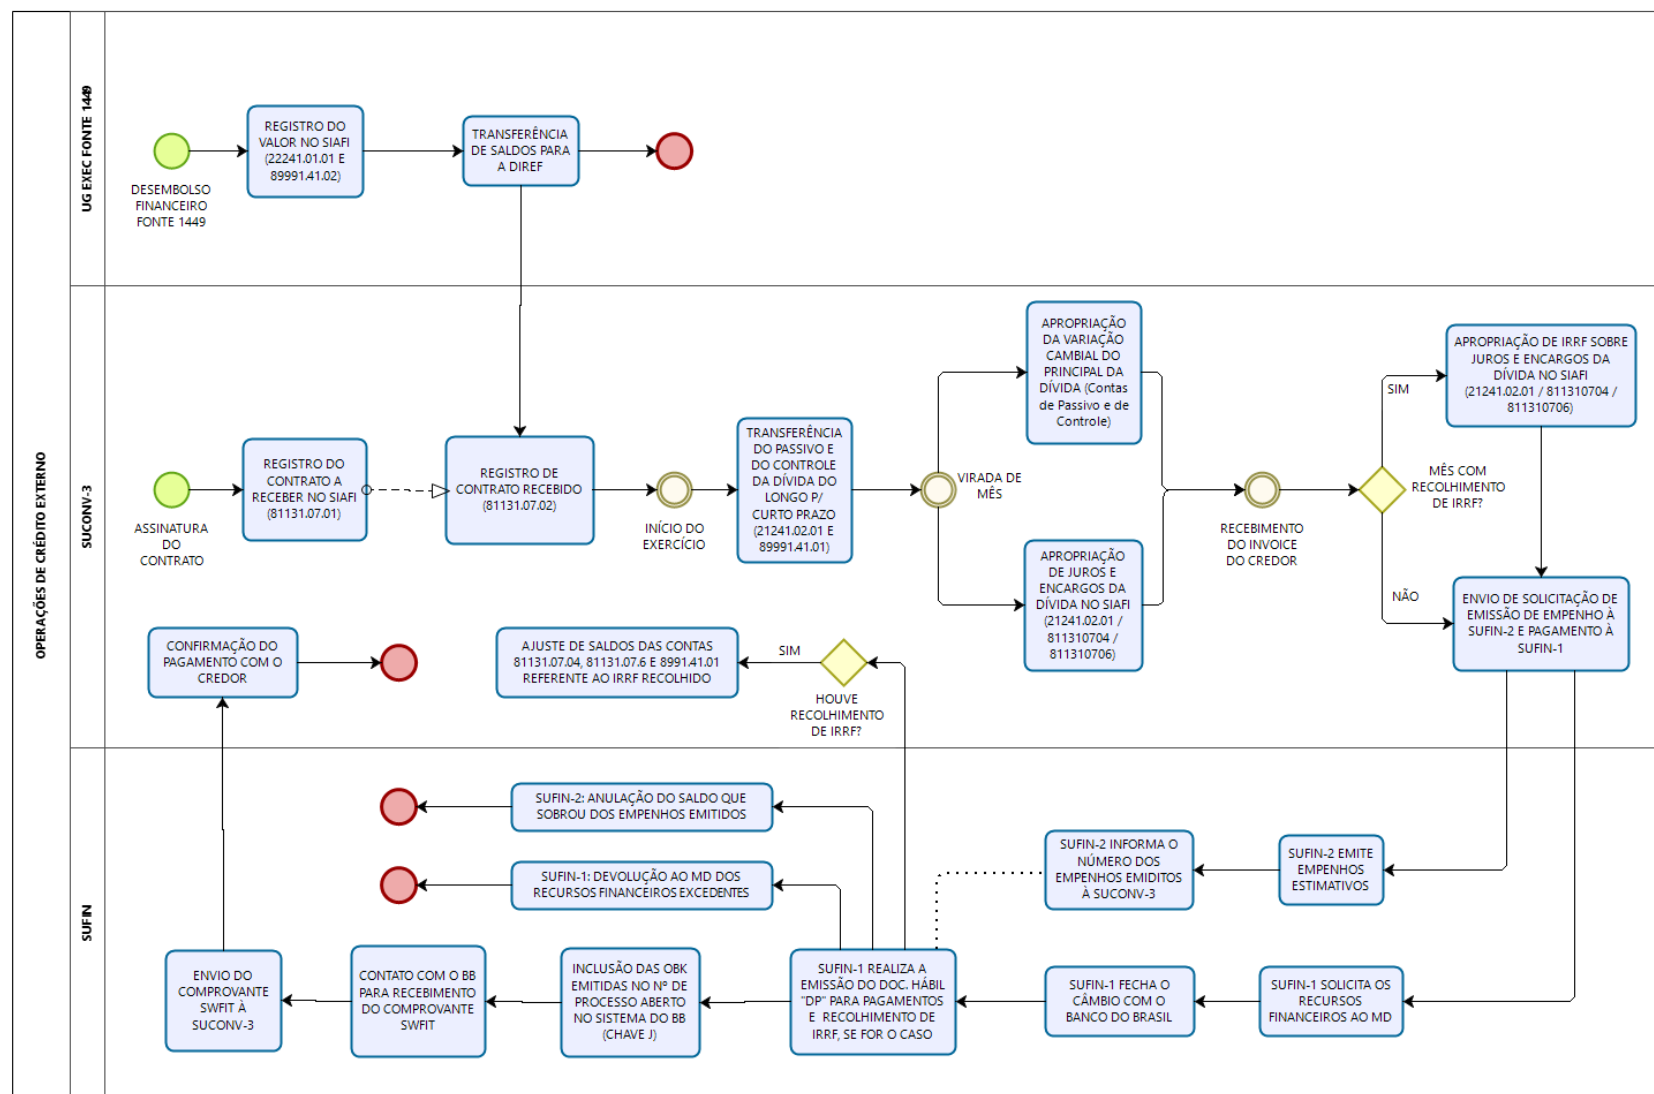 OPERAÇÕES DE CRÉDITO EXTERNO
UG EXEC FONTE 1449
DESEMBOLSO
FINANCEIRO
FONTE 1449
REGISTRO DO
VALOR NO SIAFI
(22241.01.01 E
89991.41.02)
TRANSFERÊNCIA
DE SALDOS PARA
A DIREF
SUCONV-3
ASSINATURA
DO
CONTRATO
REGISTRO DO
CONTRATO A
RECEBER NO SIAFI
(81131.07.01)
REGISTRO DE
CONTRATO RECEBIDO
(81131.07.02)
INÍCIO DO
EXERCÍCIO
TRANSFERÊNCIA
DO PASSIVO E
DO CONTROLE
DA DÍVIDA DO
LONGO P/
CURTO PRAZO
(21241.02.01 E
89991.41.01)
VIRADA DE
MÊS
APROPRIAÇÃO
DA VARIAÇÃO
CAMBIAL DO
PRINCIPAL DA
DÍVIDA (Contas
de Passivo e de
Controle)
APROPRIAÇÃO
DE JUROS E
ENCARGOS DA
DÍVIDA NO SIAFI
(21241.02.01 /
811310704 /
811310706)
RECEBIMENTO
DO INVOICE
DO CREDOR
MÊS COM
RECOLHIMENTO
DE IRRF?
SIM
APROPRIAÇÃO DE IRRF SOBRE
JUROS E ENCARGOS DA
DÍVIDA NO SIAFI
(21241.02.01 / 811310704 /
811310706)
NÃO
ENVIO DE SOLICITAÇÃO DE
EMISSÃO DE EMPENHO À
SUFIN-2 E PAGAMENTO À
SUFIN-1
CONFIRMAÇÃO DO
PAGAMENTO COM O
CREDOR
AJUSTE DE SALDOS DAS CONTAS
81131.07.04, 81131.07.6 E 8991.41.01
REFERENTE AO IRRF RECOLHIDO
SIM
HOUVE
RECOLHIMENTO
DE IRRF?
SUFIN
SUFIN-2: ANULAÇÃO DO SALDO QUE
SOBROU DOS EMPENHOS EMITIDOS
SUFIN-1: DEVOLUÇÃO AO MD DOS
RECURSOS FINANCEIROS EXCEDENTES
SUFIN-2 INFORMA O
NÚMERO DOS
EMPENHOS EMIDITOS
À SUCONV-3
SUFIN-2 EMITE
EMPENHOS
ESTIMATIVOS
ENVIO DO
COMPROVANTE
SWFIT À
SUCONV-3
CONTATO COM O BB
PARA RECEBIMENTO
DO COMPROVANTE
SWFIT
INCLUSÃO DAS OBK
EMITIDAS NO Nº DE
PROCESSO ABERTO
NO SISTEMA DO BB
(CHAVE J)
SUFIN-1 REALIZA A
EMISSÃO DO DOC. HÁBIL
"DP" PARA PAGAMENTOS
E RECOLHIMENTO DE
IRRF, SE FOR O CASO
SUFIN-1 FECHA O
CÂMBIO COM O
BANCO DO BRASIL
SUFIN-1 SOLICITA OS
RECURSOS
FINANCEIROS AO MD